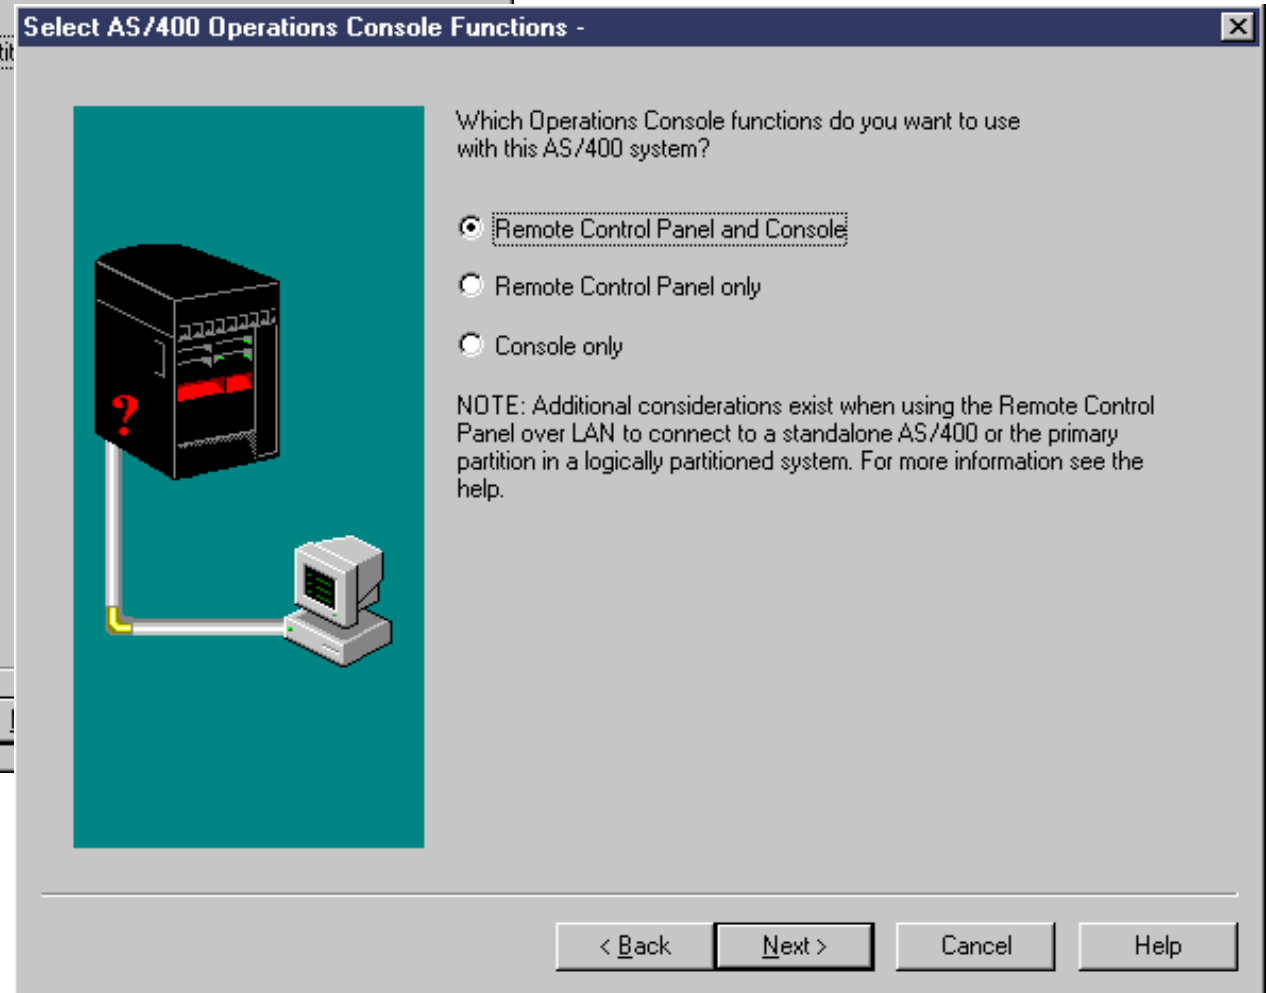 Select AS/400 Operations Console Functions -
Which Operations Console functions do you want to use
with this AS/400 system?
Remote Control Panel and Console
Remote Control Panel only
Console only
NOTE: Additional considerations exist when using the Remote Control
Panel over LAN to connect to a standalone AS/400 or the primary
partition in a logically partitioned system. For more information see the
help.
?
< Back
Next >
Cancel
Help